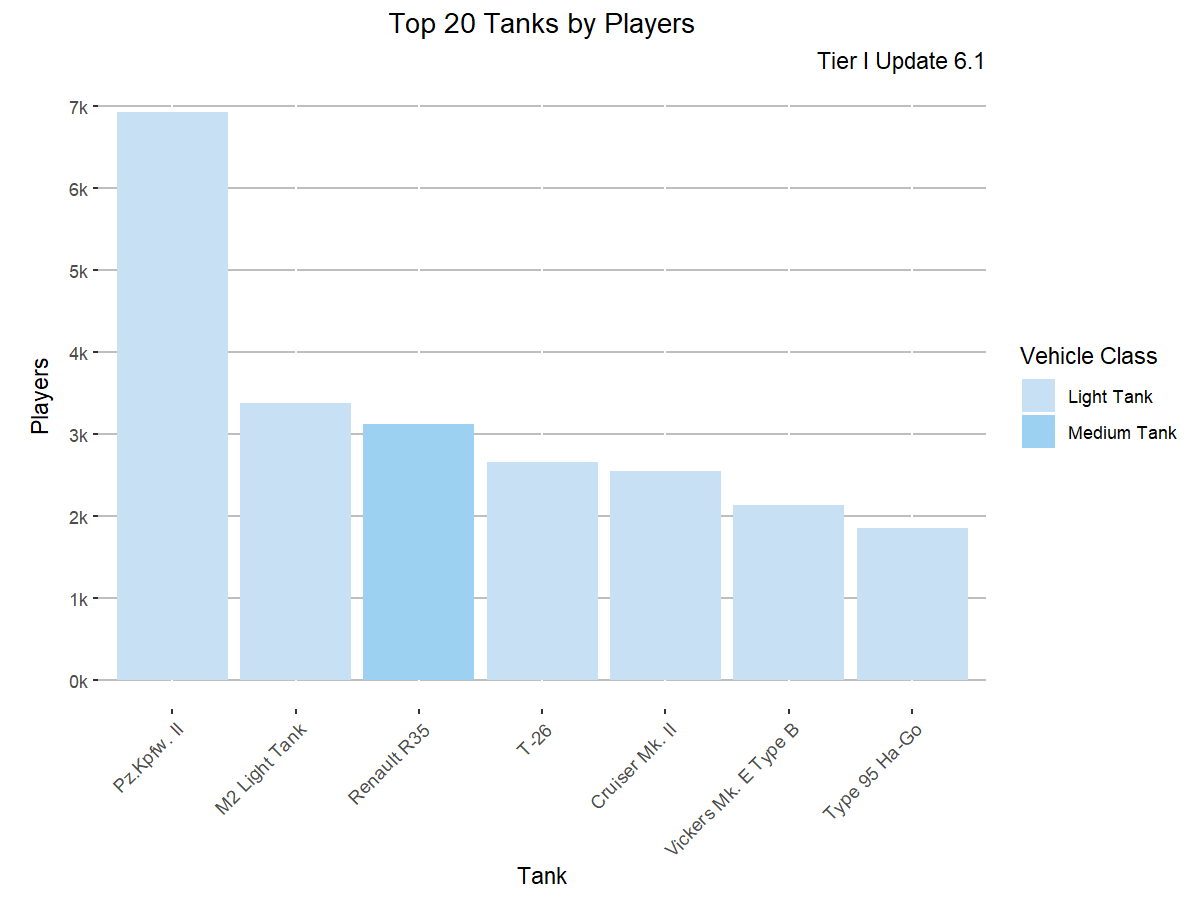 Top 20 Tanks by Players
Tier I Update 6.1
7k
6k
5k
4k
3k
2k
1k
0k
Players
Pz.Kpfw. II
M2 Light Tank
Renault R35
T-26
Cruiser Mk. II
Vickers Mk. E Type B
Type 95 Ha-Go
Tank
Vehicle Class
Light Tank
Medium Tank